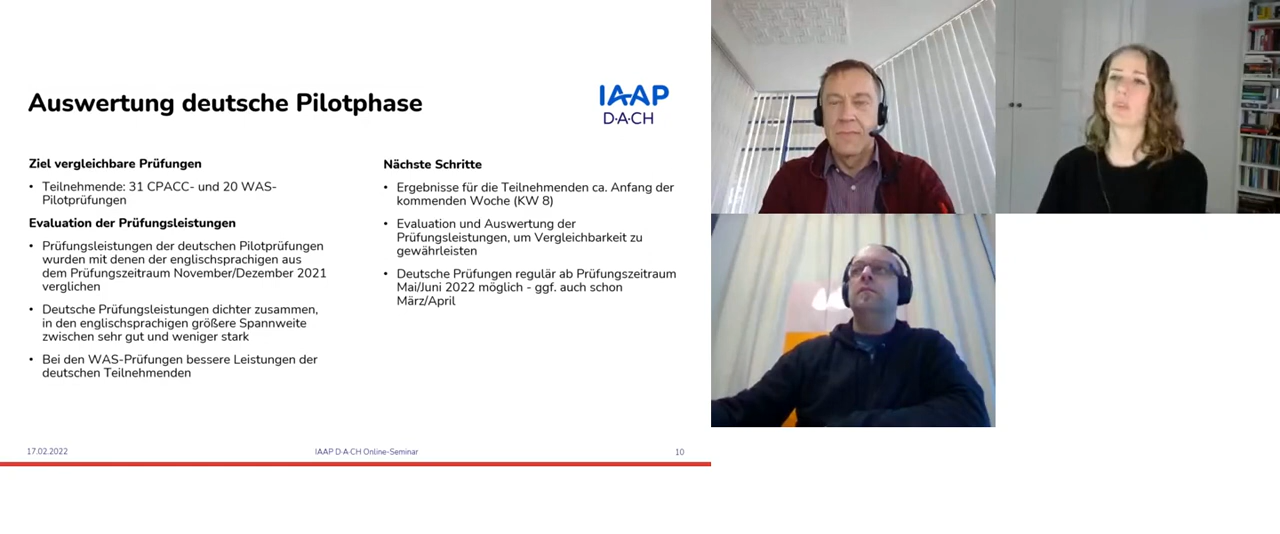 Auswertung deutsche Pilotphase
IAAP
D·A·CH
Ziel vergleichbare Prüfungen
• Teilnehmende: 31 CPACC- und 20 WAS-
Pilotprüfungen
Evaluation der Prüfungsleistungen
• Prüfungsleistungen der deutschen Pilotprüfungen
wurden mit denen der englischsprachigen aus
dem Prüfungszeitraum November/Dezember 2021
verglichen
• Deutsche Prüfungsleistungen dichter zusammen,
in den englischsprachigen größere Spannweite
zwischen sehr gut und weniger stark
• Bei den WAS-Prüfungen bessere Leistungen der
deutschen Teilnehmenden
Nächste Schritte
• Ergebnisse für die Teilnehmenden ca. Anfang der
kommenden Woche (KW 8)
• Evaluation und Auswertung der
Prüfungsleistungen, um Vergleichbarkeit zu
gewährleisten
• Deutsche Prüfungen regulär ab Prüfungszeitraum
Mai/Juni 2022 möglich - ggf. auch schon
März/April
17.02.2022
IAAP D·A·CH Online-Seminar
10